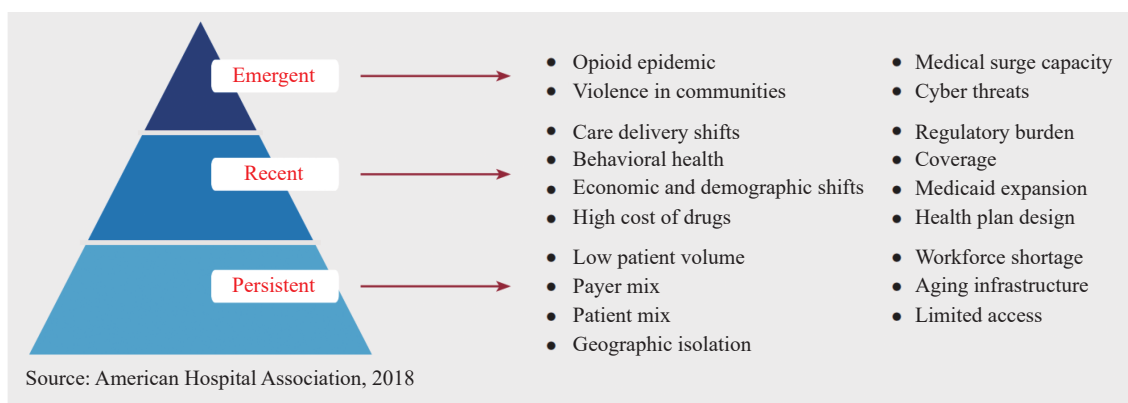 Emergent
• Opioid epidemic
• Violence in communities
• Medical surge capacity
• Cyber threats
Recent
• Care delivery shifts
• Behavioral health
• Economic and demographic shifts
• High cost of drugs
• Regulatory burden
• Coverage
• Medicaid expansion
• Health plan design
Persistent
• Low patient volume
• Payer mix
• Patient mix
• Geographic isolation
• Workforce shortage
• Aging infrastructure
• Limited access
Source: American Hospital Association, 2018